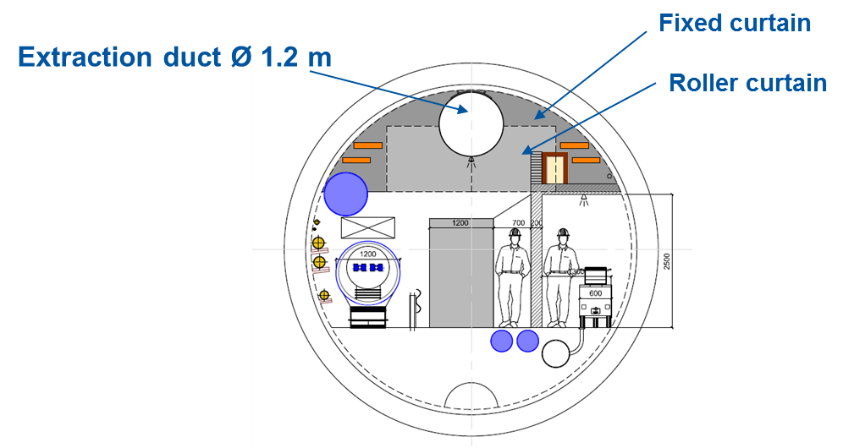 Fixed curtain
Extraction duct Ø 1.2 m
Roller curtain
1200
700
200
2500
1200
600